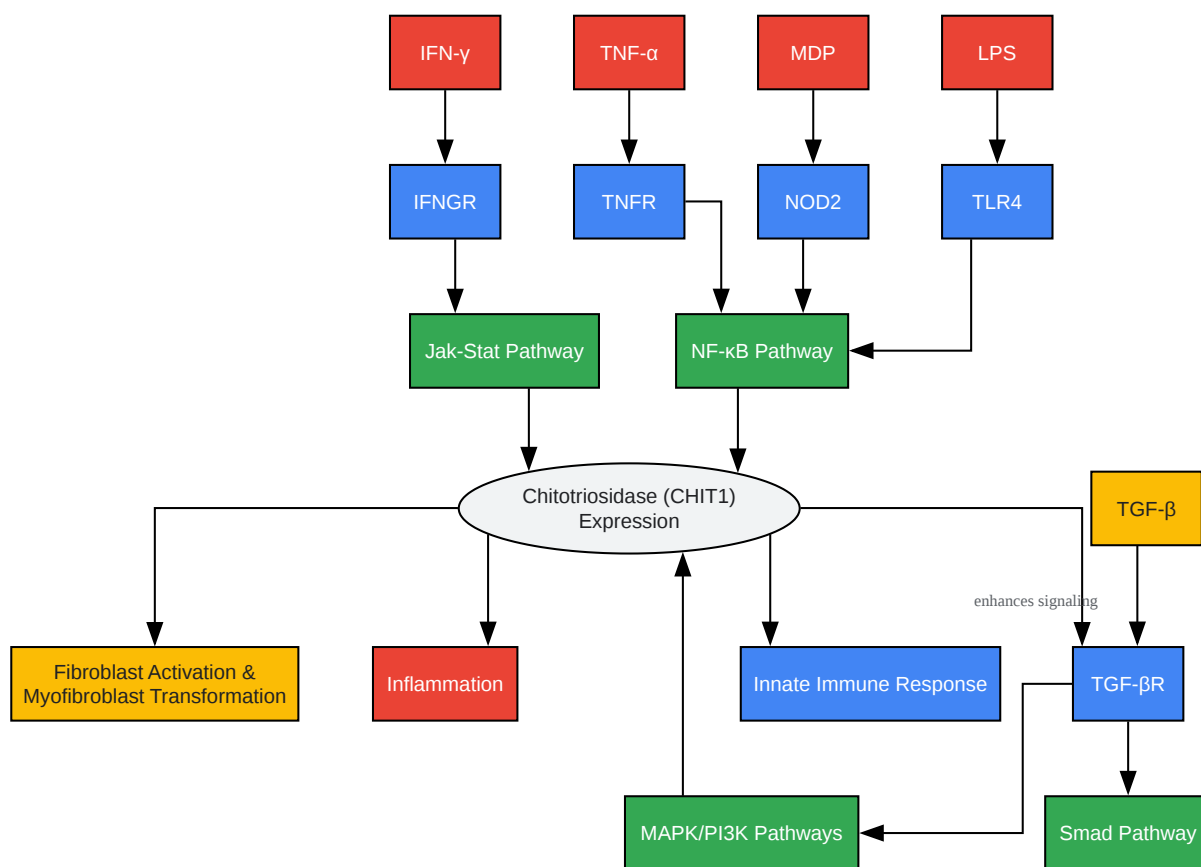 IFN-γ
TNF-α
MDP
LPS
IFNGR
TNFR
NOD2
TLR4
Jak-Stat Pathway
NF-κB Pathway
Chitotriosidase (CHIT1)
Expression
TGF-β
enhances signaling
Fibroblast Activation &
Myofibroblast Transformation
Inflammation
Innate Immune Response
TGF-βR
MAPK/PI3K Pathways
Smad Pathway